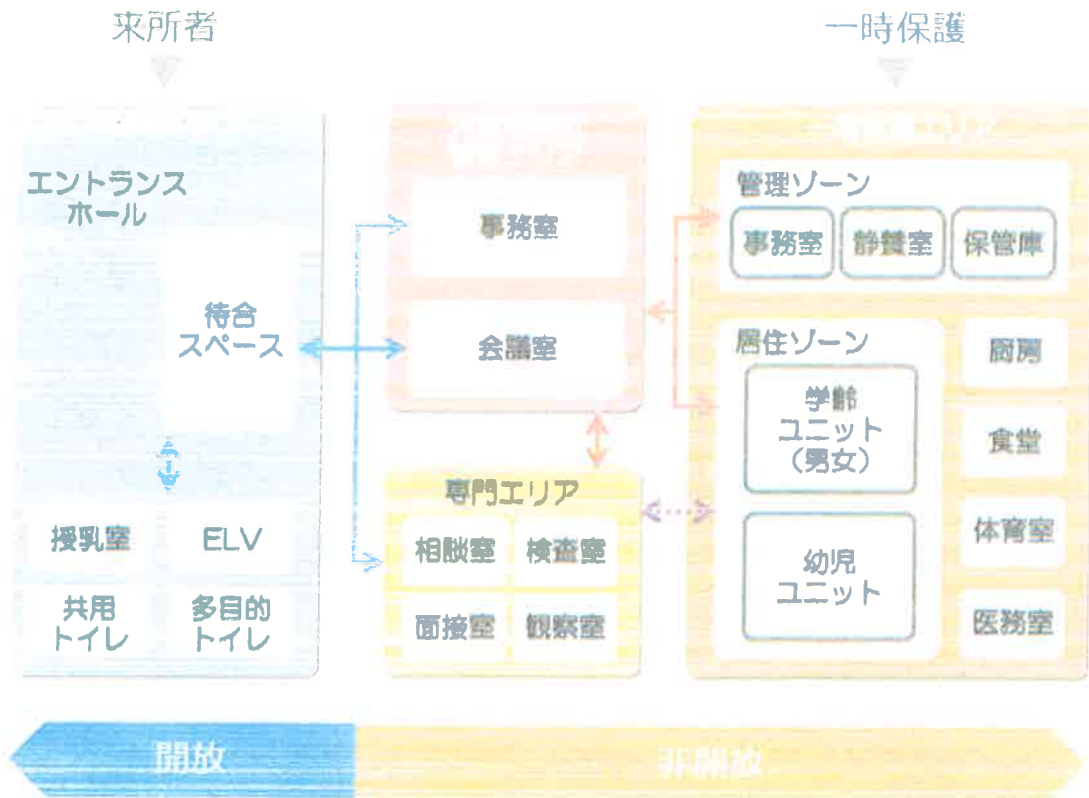 来所者
一時保護
エントランス
ホール
待合
スペース
授乳室
ELV
共用
トイレ
多目的
トイレ
事務室
会議室
専門エリア
相談室
検査室
面接室
観察室
エリア
管理ゾーン
事務室
静養室
保管庫
居住ゾーン
学齢
ユニット
（男女）
幼児
ユニット
厨房
食堂
体育室
医務室
開放
非開放